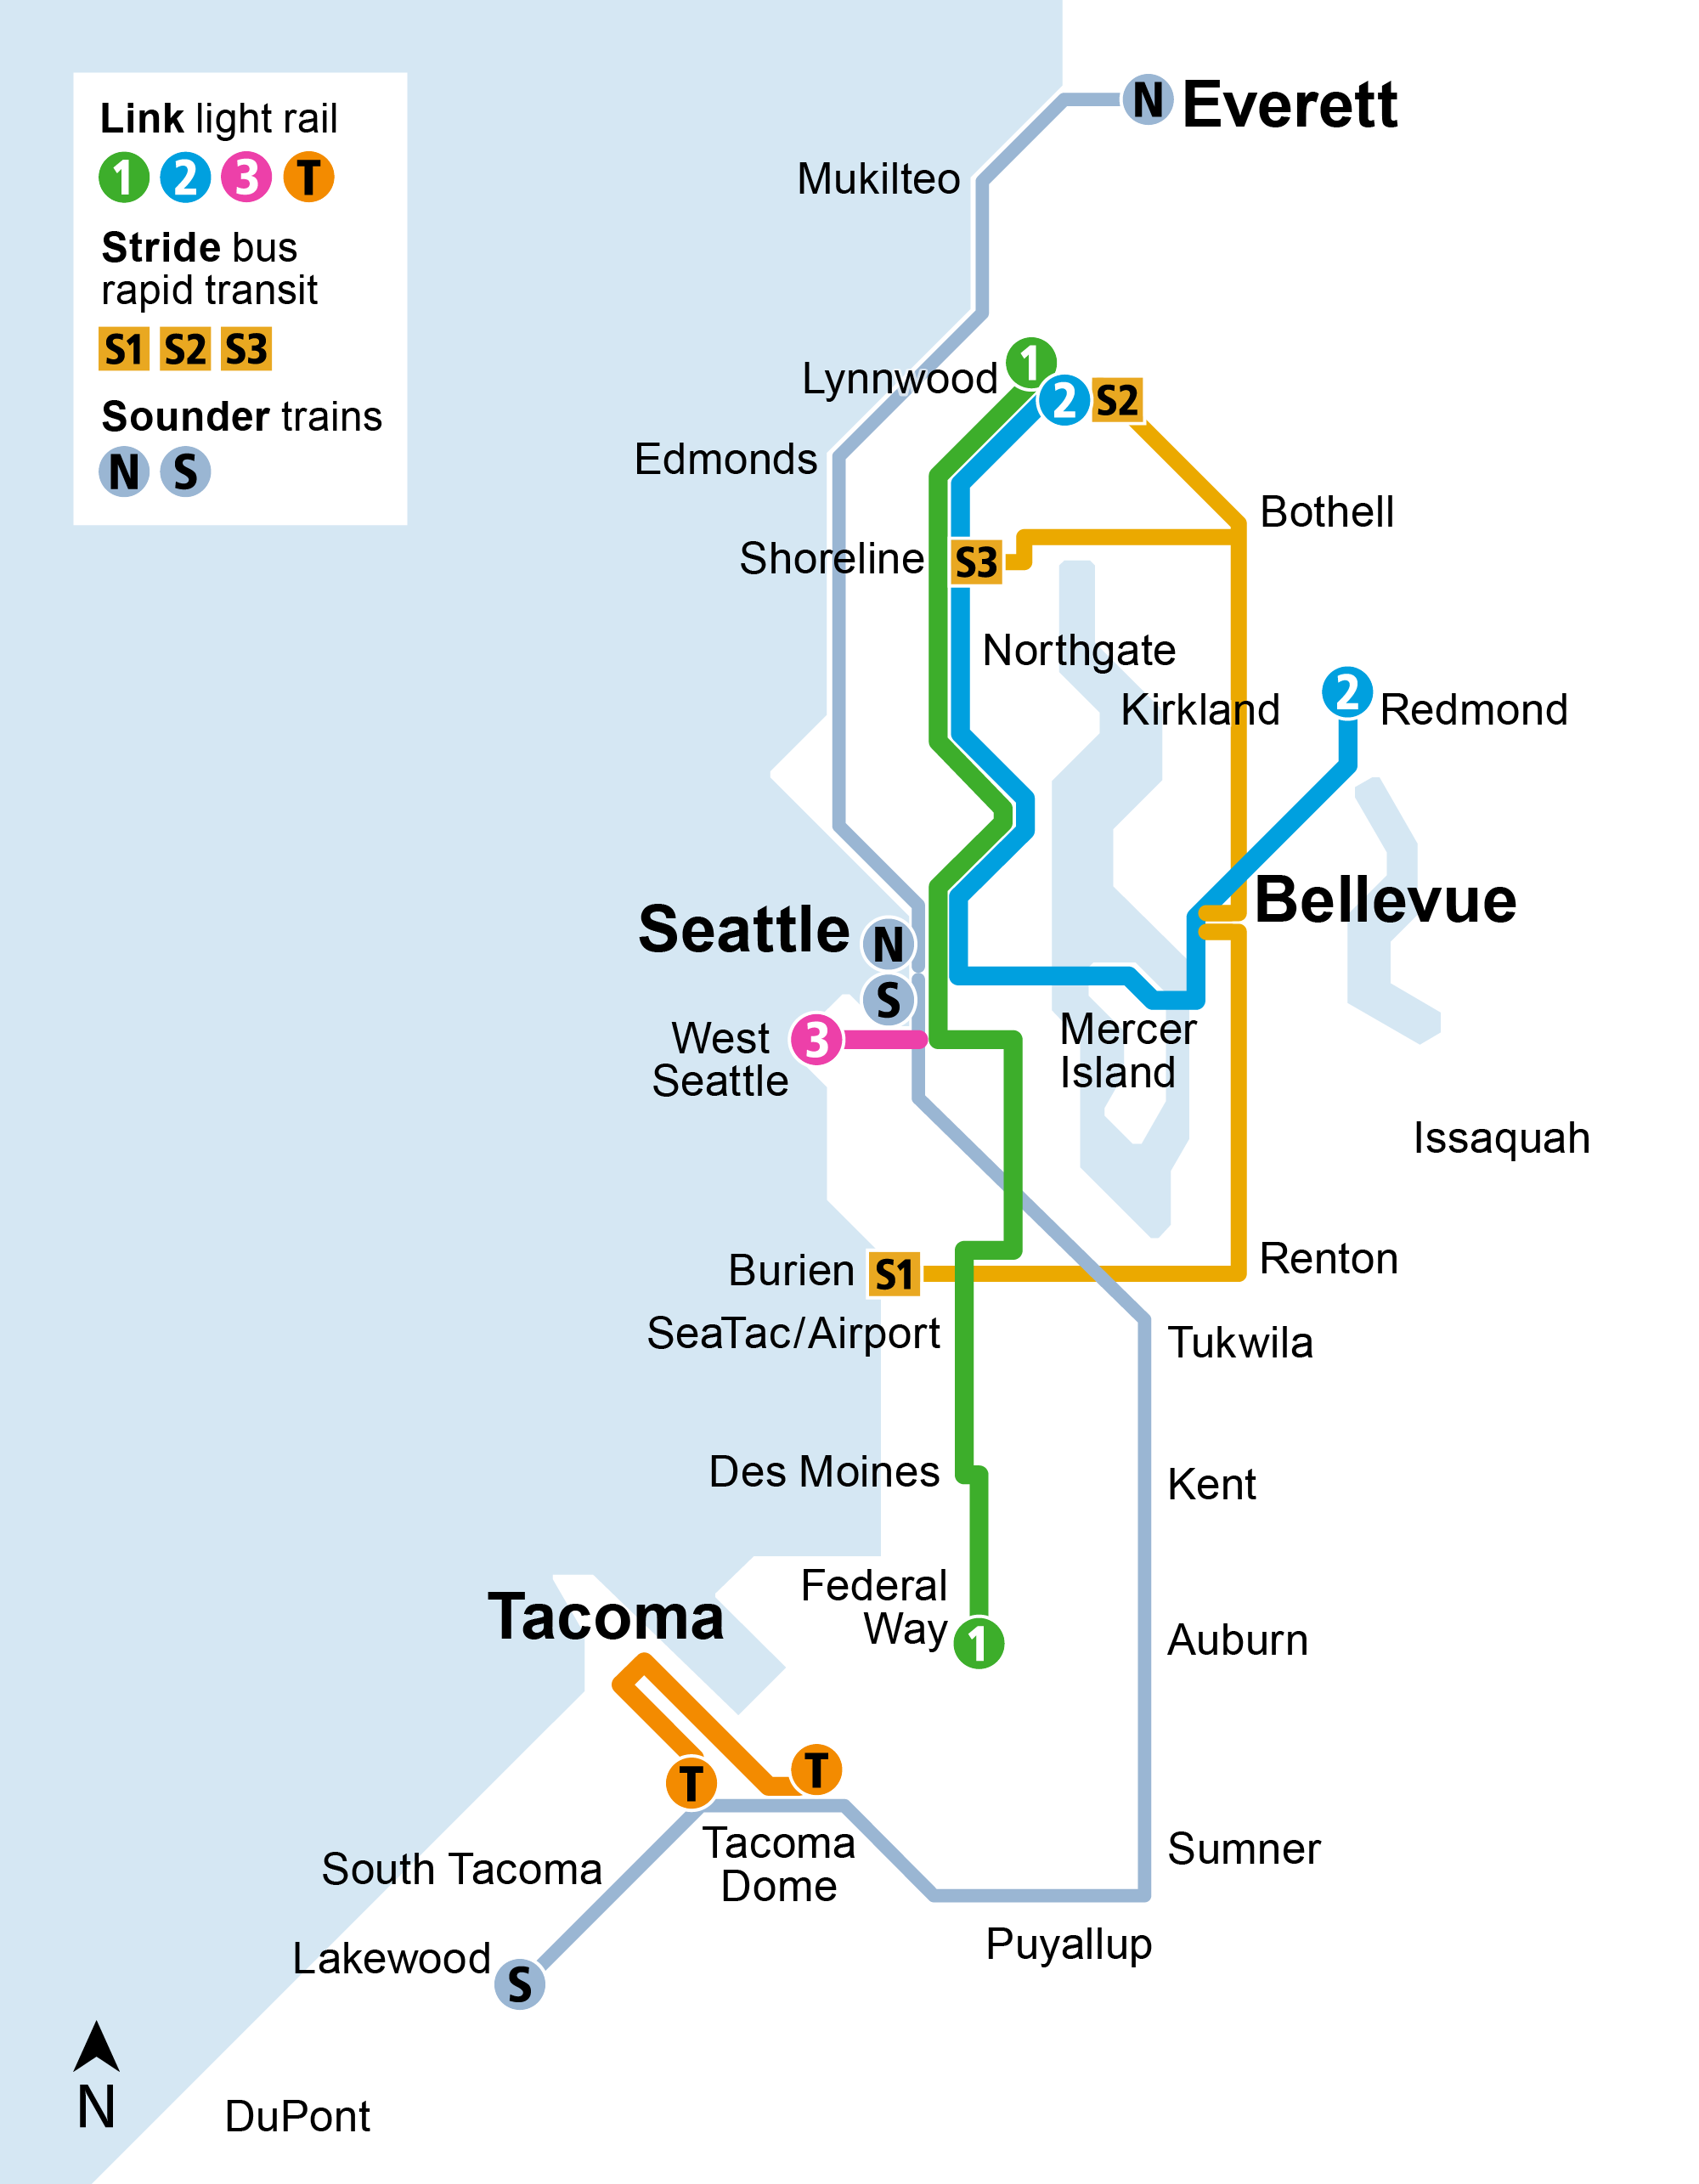 Link light rail
1 2 3 T
Stride bus
rapid transit
S1 S2 S3
Sounder trains
N S
N Everett
Mukilteo
1
Lynnwood
2 S2
Edmonds
Bothell
Shoreline S3
Northgate
Kirkland
2 Redmond
Bellevue
Seattle N
S
West
Seattle
3
Mercer
Island
Issaquah
Burien S1
Renton
SeaTac/Airport
Tukwila
Des Moines
Kent
Federal
Way
1
Tacoma
Auburn
T
T
Tacoma
Dome
Sumner
South Tacoma
Puyallup
Lakewood
S
N
DuPont